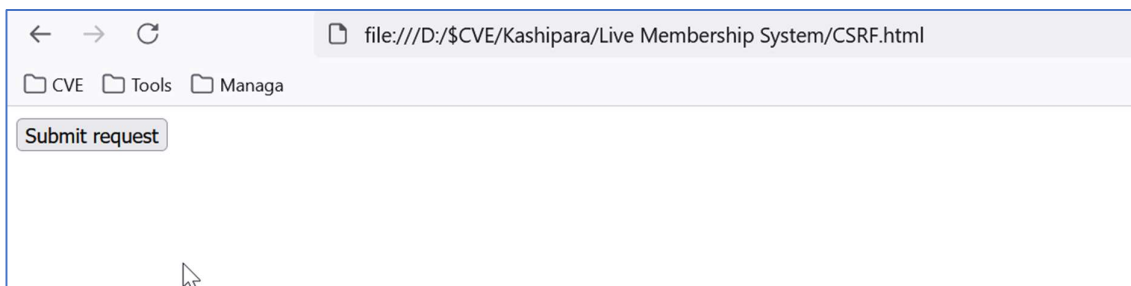 file:///D:/$CVE/Kashipara/Live Membership System/CSRF.html
CVE Tools Managa
Submit request